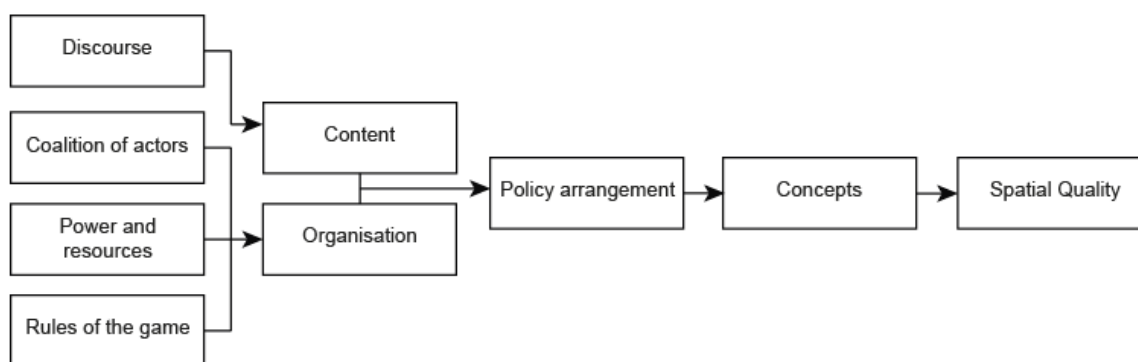 Discourse
Coalition of actors
Power and
resources
Rules of the game
Content
Organisation
Policy arrangement
Concepts
Spatial Quality